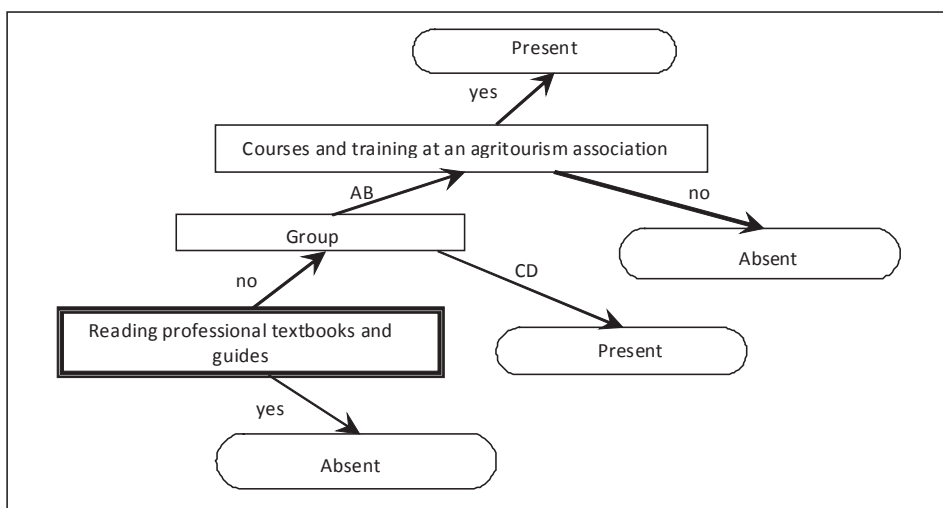 Present
yes
Courses and training at an agritourism association
AB
no
Group
Absent
no
CD
Reading professional textbooks and
guides
Present
yes
Absent